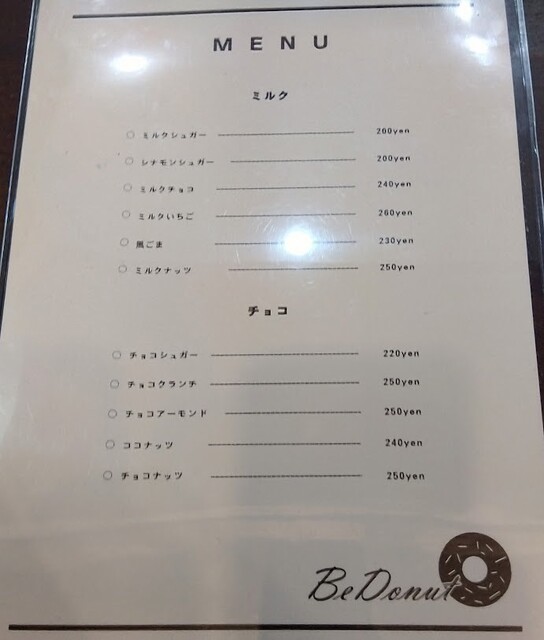 MENU
ミルク
ミルクシュガー 200yen
シナモンシュガー 200yen
ミルクチョコ 240yen
ミルクいちご 260yen
黒ごま 230yen
ミルクナッツ 250yen
チョコ
チョコシュガー 220yen
チョコクランチ 250yen
チョコアーモンド 250yen
ココナッツ 240yen
チョコナッツ 250yen
BeDonut